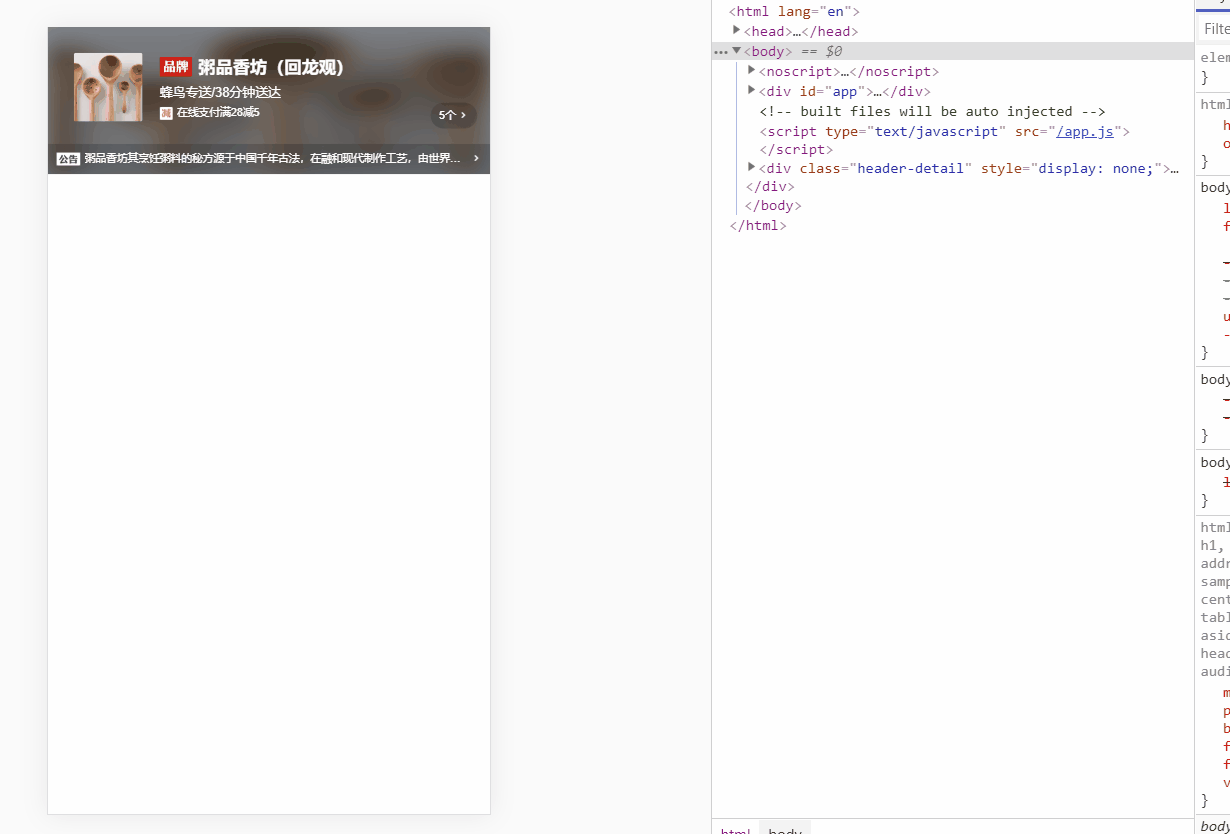 品牌 粥品香坊（回龙观）
蜂鸟专送/38分钟送达
减 在线支付满28减5
5个 >
公告 粥品香坊其烹饪粥料的秘方源于中国千年古法，在融和现代制作工艺，由世界... >
<html lang="en">
<head>…</head>
<body> == $0
<noscript>…</noscript>
<div id="app">…</div>
<!-- built files will be auto injected -->
<script type="text/javascript" src="/app.js">
</script>
<div class="header-detail" style="display: none;">…
</div>
</body>
</html>
html body
Filte
elem
}
html
h
o
}
body
l
f
u
}
body
}
body
l
}
html
h1,
addr
samp
cent
tabl
asid
head
audi
m
p
b
f
f
v
}
body